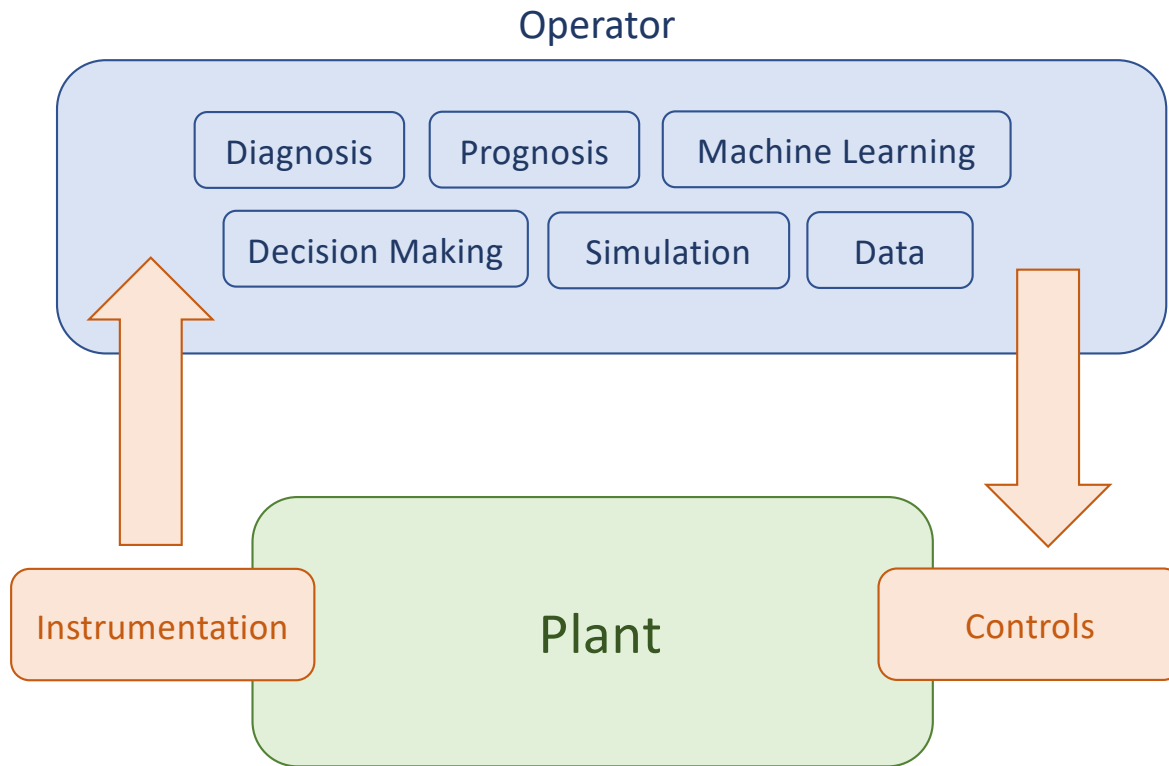 Operator
Diagnosis
Prognosis
Machine Learning
Decision Making
Simulation
Data
Instrumentation
Plant
Controls